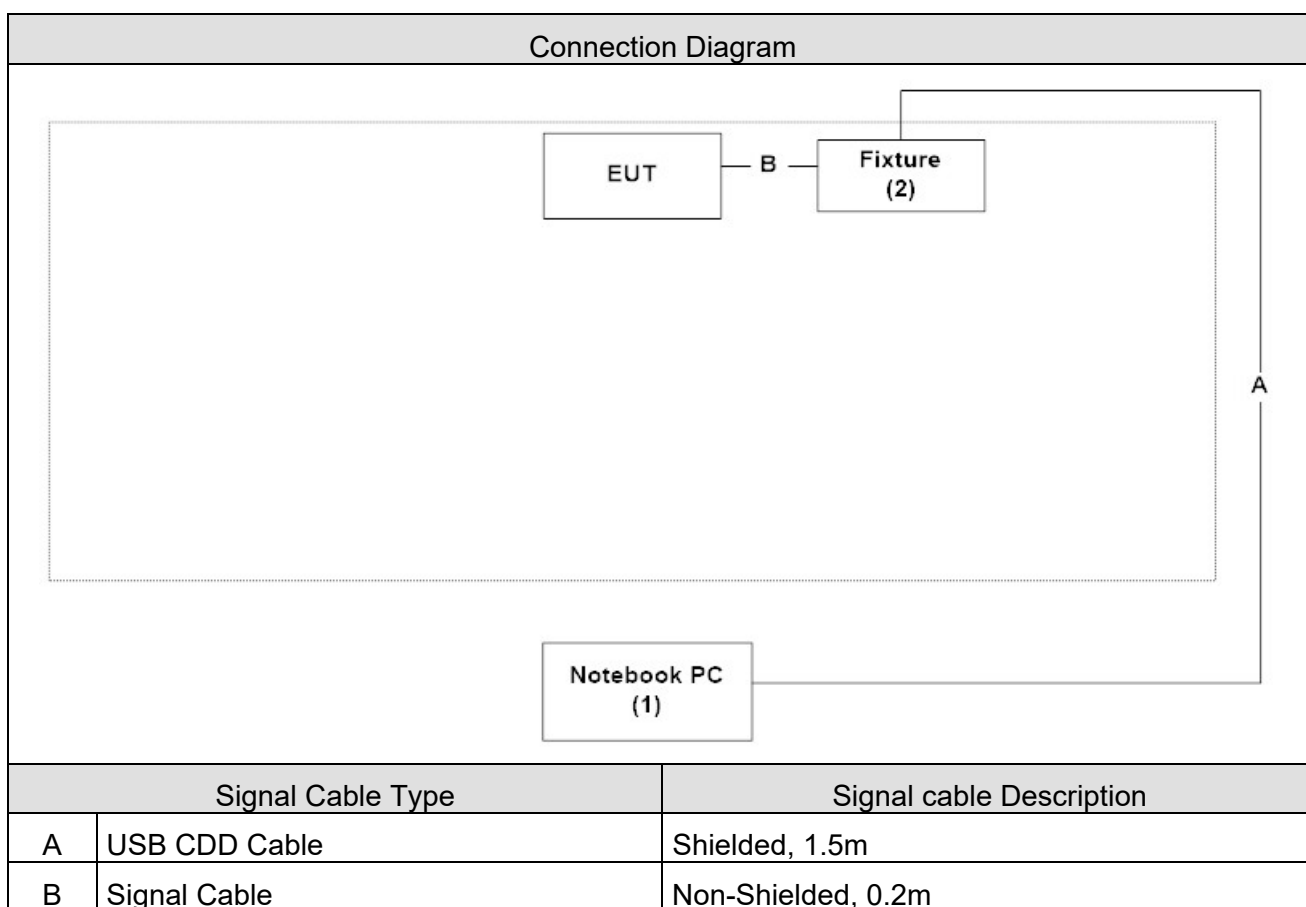 Connection Diagram
EUT
B
Fixture
(2)
A
Notebook PC
(1)
Signal Cable Type Signal cable Description
A USB CDD Cable Shielded, 1.5m
B Signal Cable Non-Shielded, 0.2m